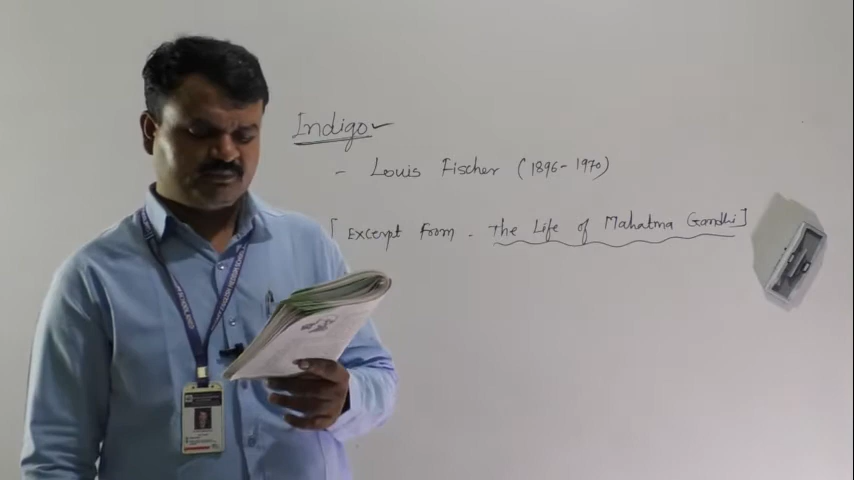 Indigo
- Louis Fischer (1896-1970)
[Excerpt from - The Life of Mahatma Gandhi]